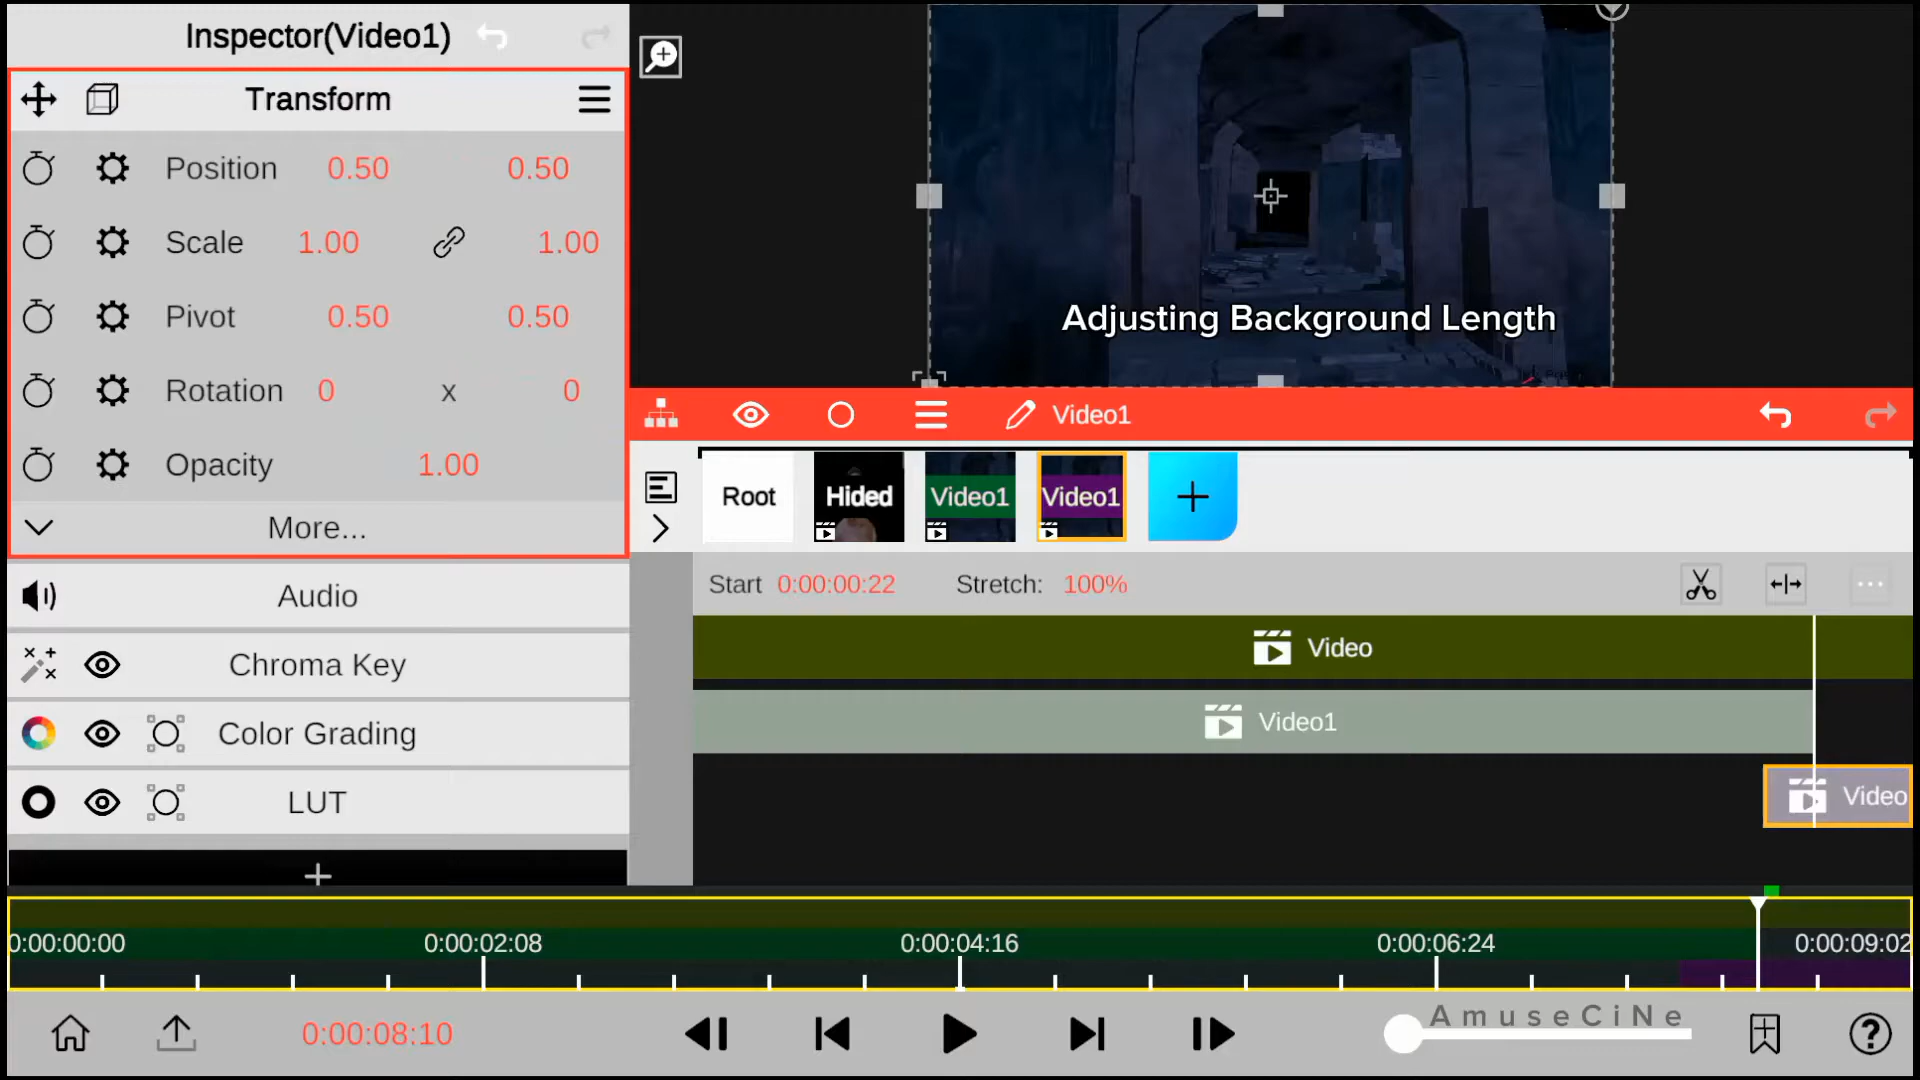 Inspector(Video1)
Transform
Position 0.50 0.50
Scale 1.00 1.00
Pivot 0.50 0.50
Rotation 0 x 0
Opacity 1.00
More...
Audio
Chroma Key
Color Grading
LUT
+
Adjusting Background Length
Video1
Root Hided Video1 Video1 +
Start 0:00:00:22 Stretch: 100%
Video
Video1
Video
0:00:00:00 0:00:02:08 0:00:04:16 0:00:06:24 0:00:09:02
0:00:08:10
AmuseCiNe
?